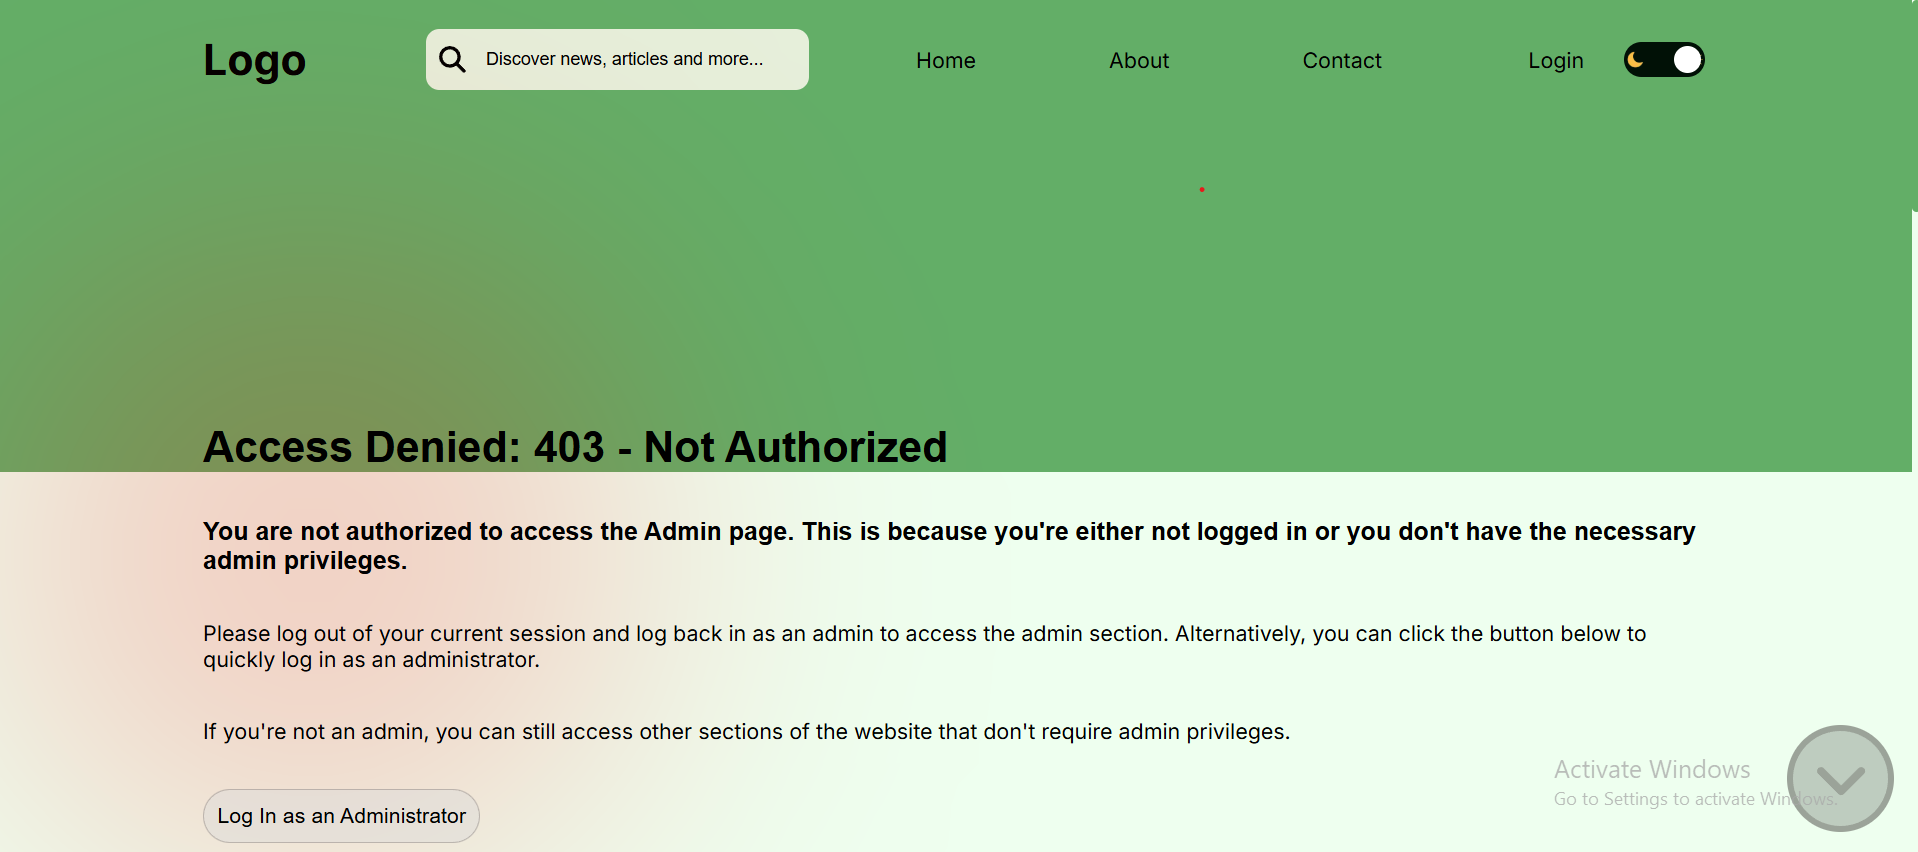 Logo
Discover news, articles and more...
Home
About
Contact
Login
Access Denied: 403 - Not Authorized
You are not authorized to access the Admin page. This is because you're either not logged in or you don't have the necessary
admin privileges.
Please log out of your current session and log back in as an admin to access the admin section. Alternatively, you can click the button below to
quickly log in as an administrator.
If you're not an admin, you can still access other sections of the website that don't require admin privileges.
Log In as an Administrator
Activate Windows
Go to Settings to activate Windows.